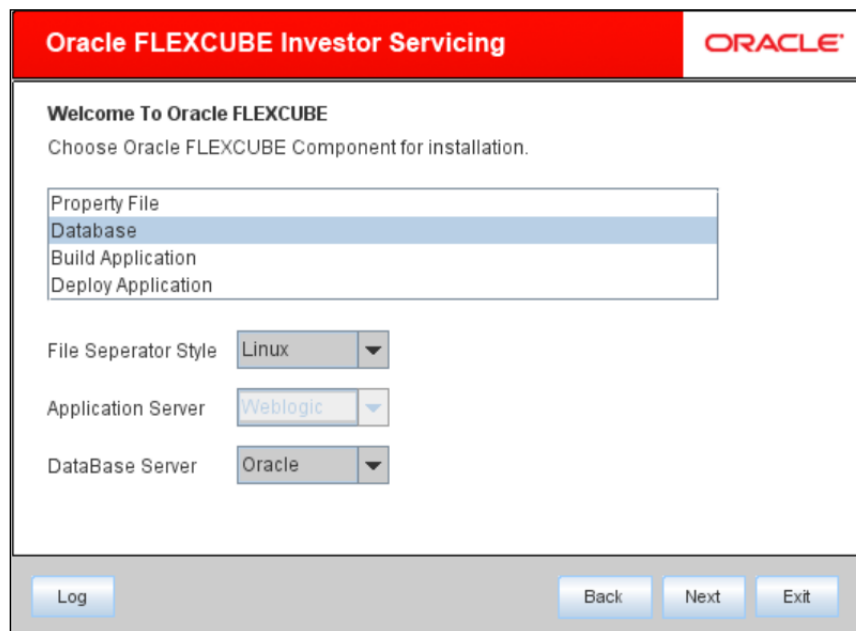 Oracle FLEXCUBE Investor Servicing ORACLE
Welcome To Oracle FLEXCUBE
Choose Oracle FLEXCUBE Component for installation.
Property File
Database
Build Application
Deploy Application
File Seperator Style Linux
Application Server Weblogic
DataBase Server Oracle
Log Back Next Exit